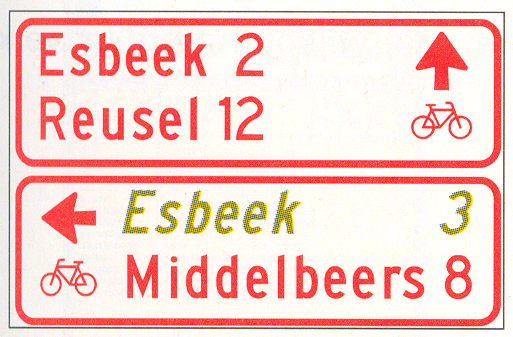 Esbeek 2
Reusel 12
Esbeek 3
Middelbeers 8